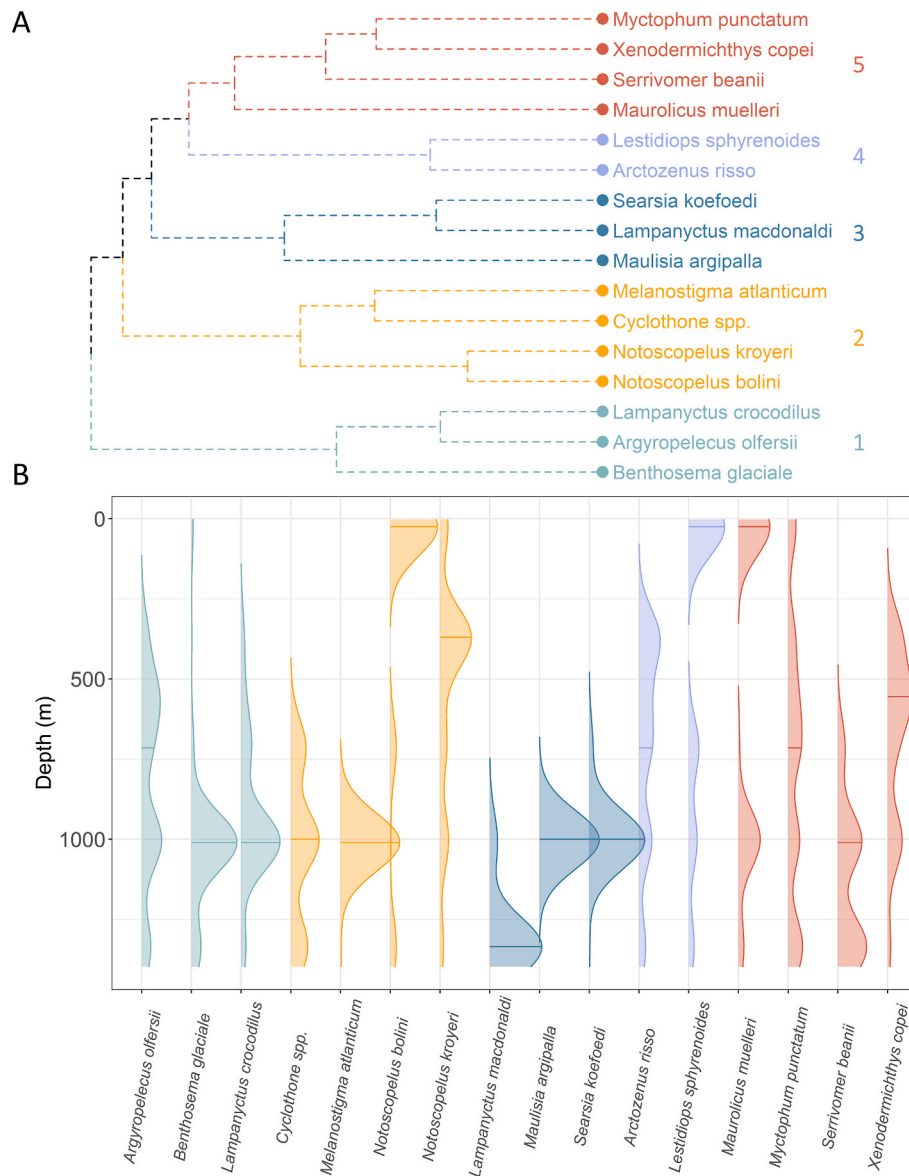 A
Myctophum punctatum
Xenodermichthys copei
5
Serrivomer beanii
Maurolicus muelleri
Lestidiops sphyrenoides
4
Arctozenus risso
Searsia koefoedi
Lampanyctus macdonaldi
3
Maulisia argipalla
Melanostigma atlanticum
Cyclothone spp.
2
Notoscopelus kroyeri
Notoscopelus bolini
Lampanyctus crocodilus
Argyropelecus olfersii
1
Benthosema glaciale
B
0
500
1000
Depth (m)
Argyropelecus olfersii
Benthosema glaciale
Lampanyctus crocodilus
Cyclothone spp.
Melanostigma atlanticum
Notoscopelus bolini
Notoscopelus kroyeri
Lampanyctus macdonaldi
Maulisia argipalla
Searsia koefoedi
Arctozenus risso
Lestidiops sphyrenoides
Maurolicus muelleri
Myctophum punctatum
Serrivomer beanii
Xenodermichthys copei